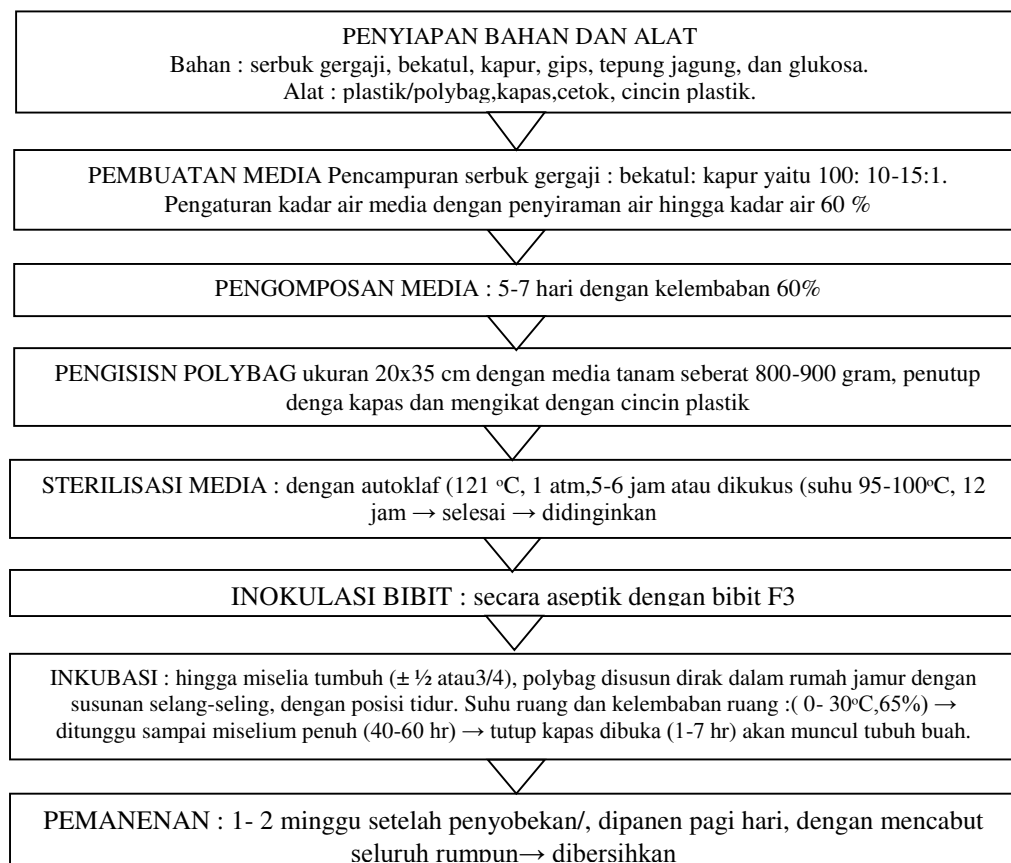 PENYIAPAN BAHAN DAN ALAT
Bahan : serbuk gergaji, bekatul, kapur, gips, tepung jagung, dan glukosa.
Alat : plastik/polybag,kapas,cetok, cincin plastik.
PEMBUATAN MEDIA Pencampuran serbuk gergaji : bekatul: kapur yaitu 100: 10-15:1.
Pengaturan kadar air media dengan penyiraman air hingga kadar air 60 %
PENGOMPOSAN MEDIA : 5-7 hari dengan kelembaban 60%
PENGISISN POLYBAG ukuran 20x35 cm dengan media tanam seberat 800-900 gram, penutup
denga kapas dan mengikat dengan cincin plastik
STERILISASI MEDIA : dengan autoklaf (121 °C, 1 atm,5-6 jam atau dikukus (suhu 95-100°C, 12
jam → selesai → didinginkan
INOKULASI BIBIT : secara aseptik dengan bibit F3
INKUBASI : hingga miselia tumbuh (± ½ atau3/4), polybag disusun dirak dalam rumah jamur dengan
susunan selang-seling, dengan posisi tidur. Suhu ruang dan kelembaban ruang :( 0- 30°C,65%) →
ditunggu sampai miselium penuh (40-60 hr) → tutup kapas dibuka (1-7 hr) akan muncul tubuh buah.
PEMANENAN : 1- 2 minggu setelah penyobekan/, dipanen pagi hari, dengan mencabut
seluruh rumpun→ dibersihkan